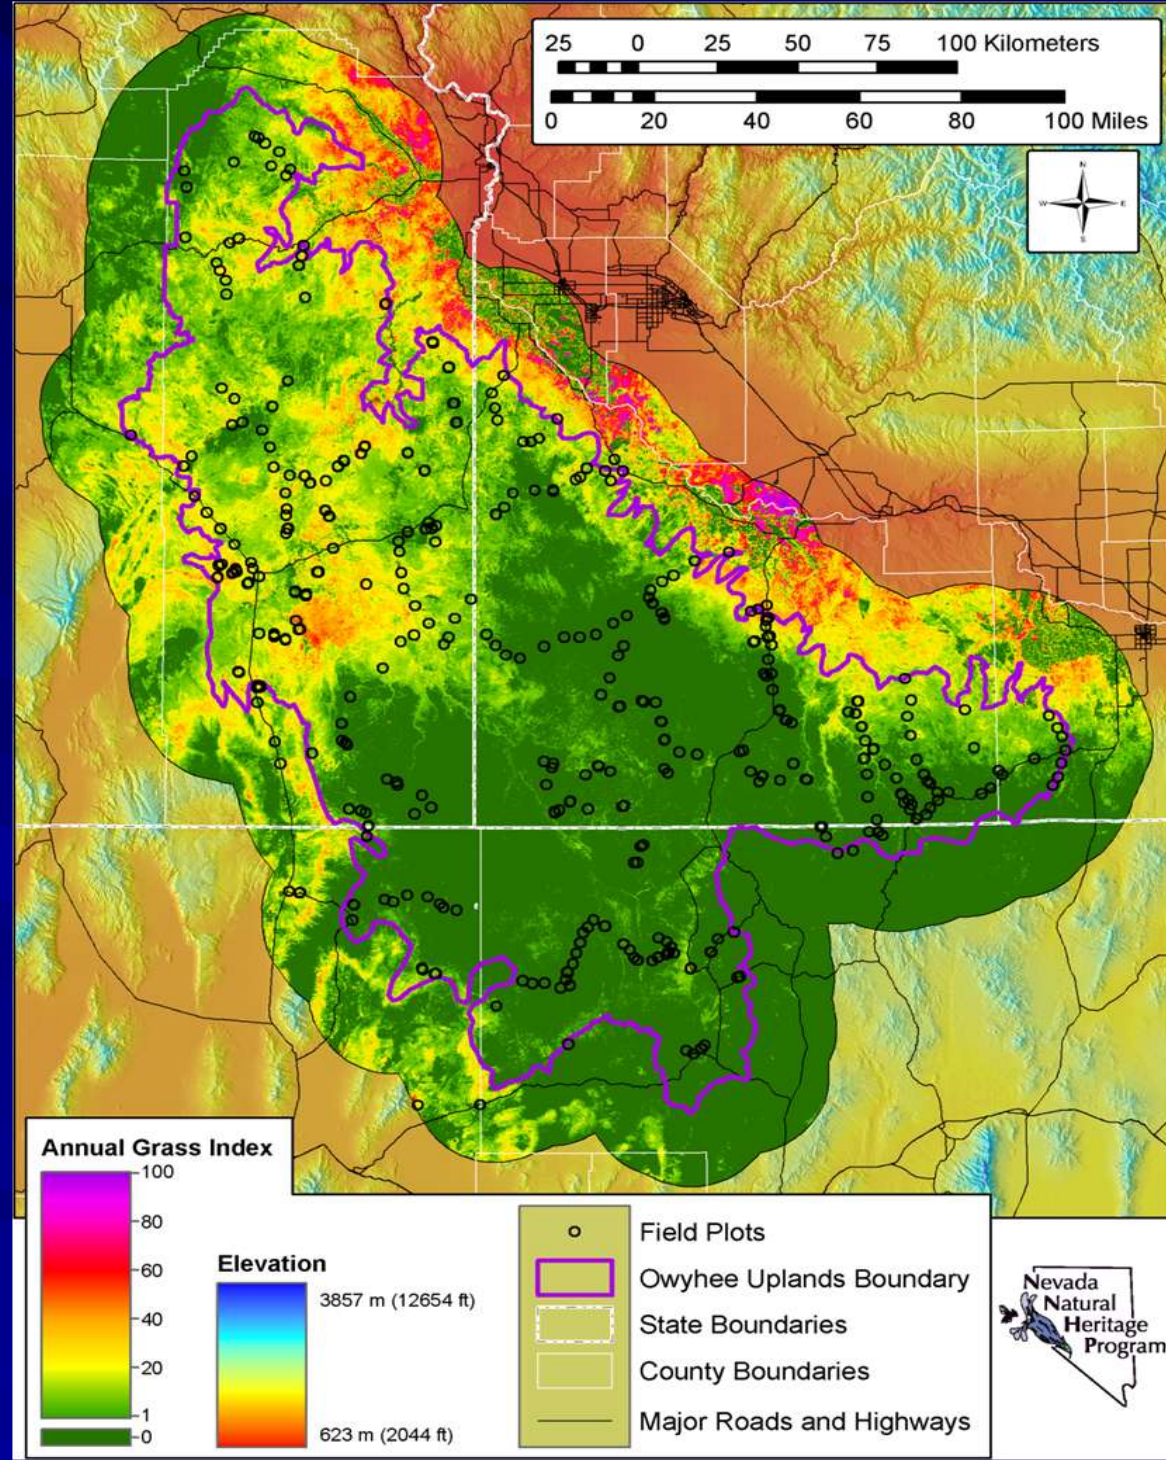 25 0 25 50 75 100 Kilometers
0 20 40 60 80 100 Miles
N
W E
S
Annual Grass Index
100
80
60
40
20
1
0
Elevation
3857 m (12654 ft)
623 m (2044 ft)
Field Plots
Owyhee Uplands Boundary
State Boundaries
County Boundaries
Major Roads and Highways
Nevada
Natural
Heritage
Program